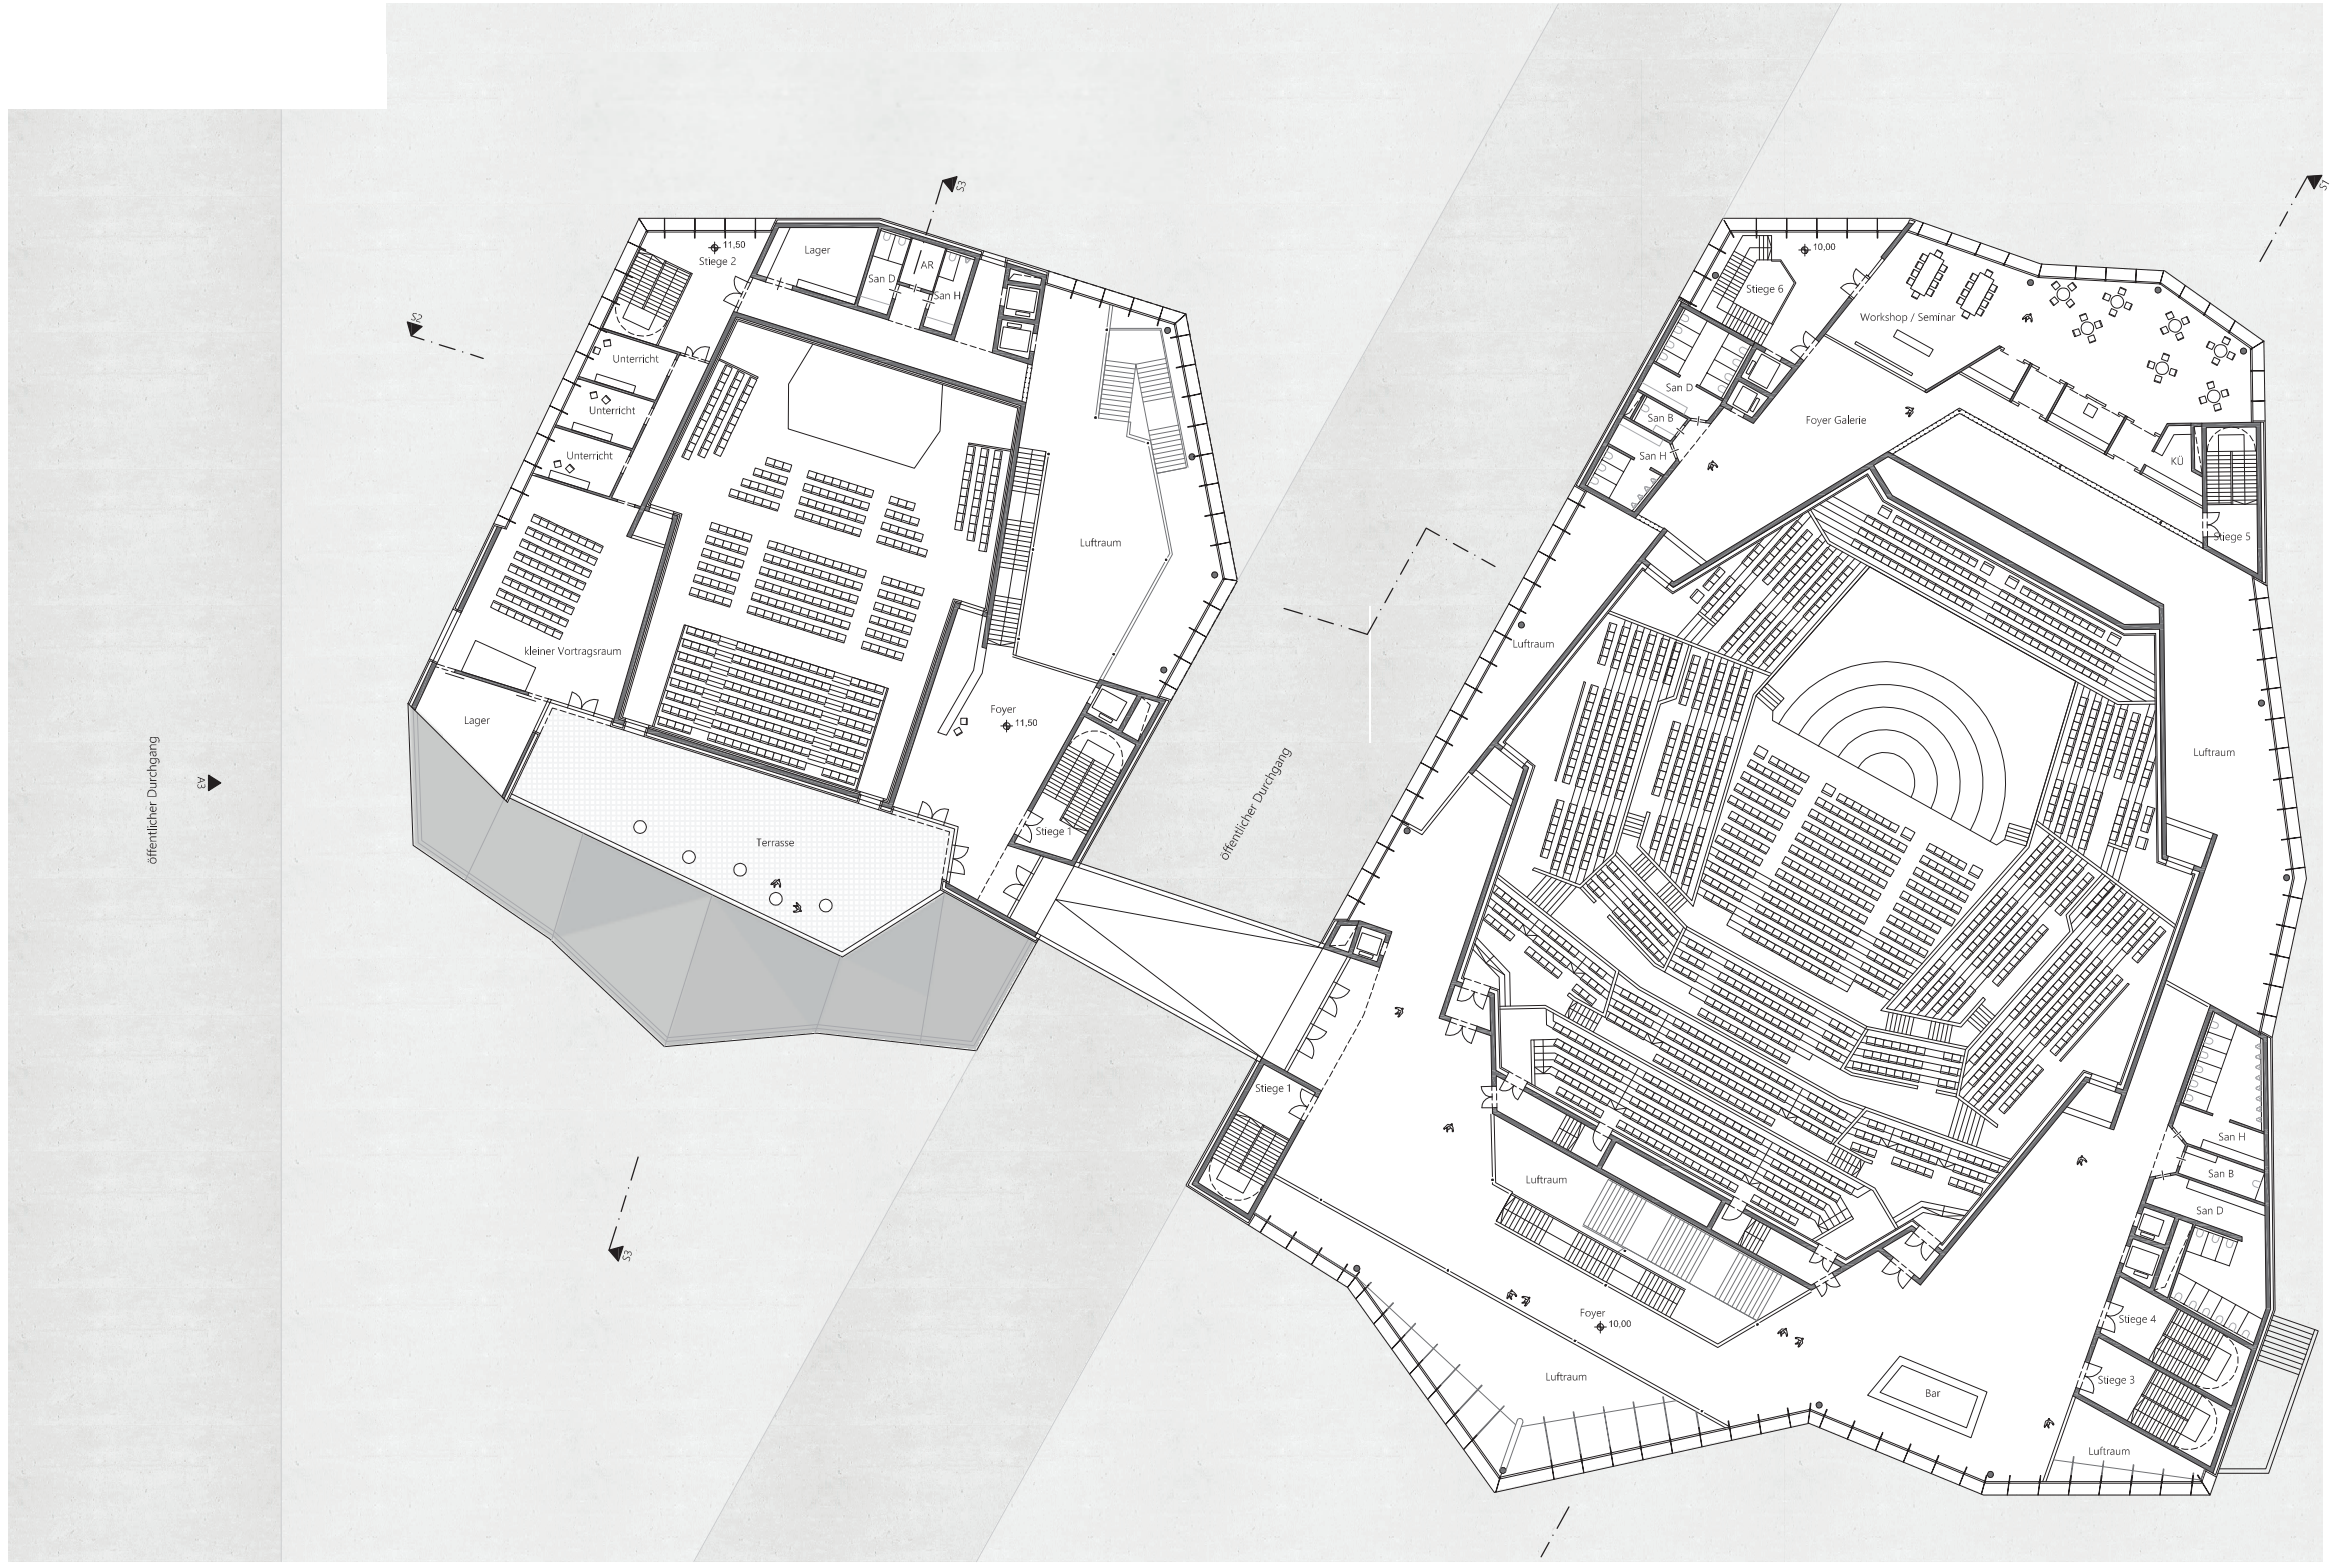 S3
S1
11,50
Stiege 2
Lager
AR
San D
San H
S2
Unterricht
Unterricht
Unterricht
Luftraum
kleiner Vortragsraum
Lager
Foyer
11,50
Stiege 1
Terrasse
öffentlicher Durchgang
A3
S3
öffentlicher Durchgang
10,00
Stiege 6
Workshop / Seminar
San D
San B
San H
Foyer Galerie
KÜ
Stiege 5
Luftraum
Luftraum
Stiege 1
San H
San B
San D
Luftraum
Foyer
10,00
Stiege 4
Stiege 3
Luftraum
Bar
Luftraum